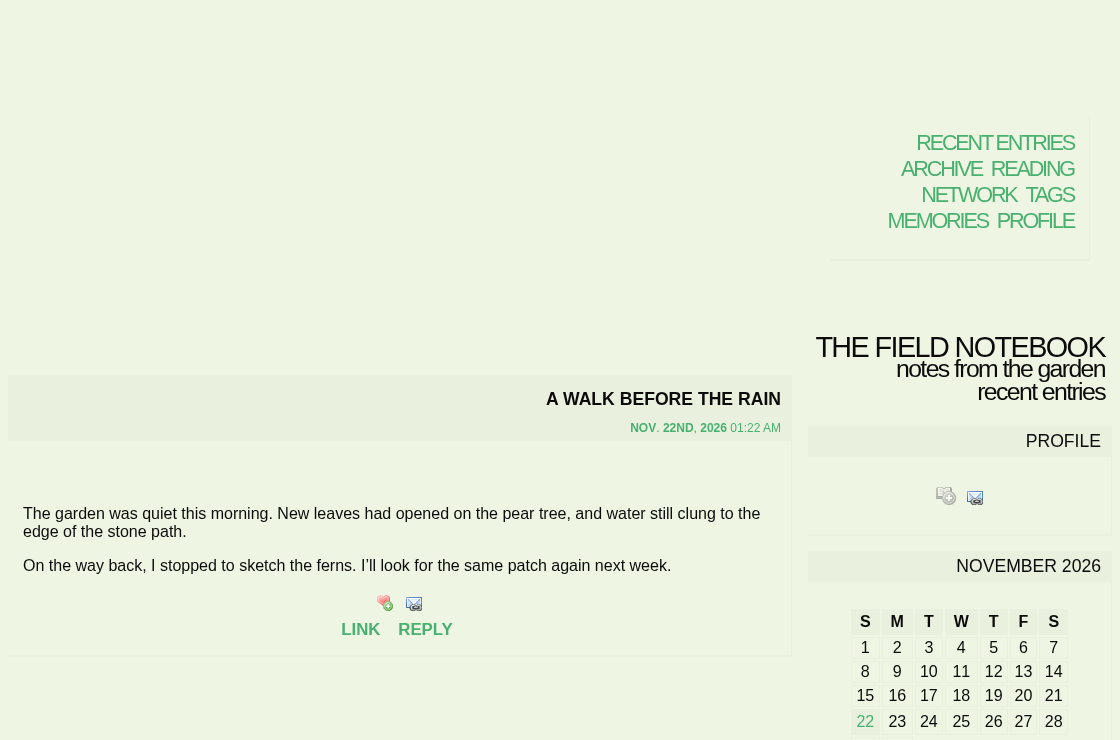 RECENT ENTRIES
ARCHIVE READING
NETWORK TAGS
MEMORIES PROFILE
THE FIELD NOTEBOOK
notes from the garden
recent entries
A WALK BEFORE THE RAIN
NOV. 22ND, 2026 01:22 AM
The garden was quiet this morning. New leaves had opened on the pear tree, and water still clung to the
edge of the stone path.
On the way back, I stopped to sketch the ferns. I’ll look for the same patch again next week.
LINK REPLY
PROFILE
NOVEMBER 2026
S M T W T F S
1 2 3 4 5 6 7
8 9 10 11 12 13 14
15 16 17 18 19 20 21
22 23 24 25 26 27 28